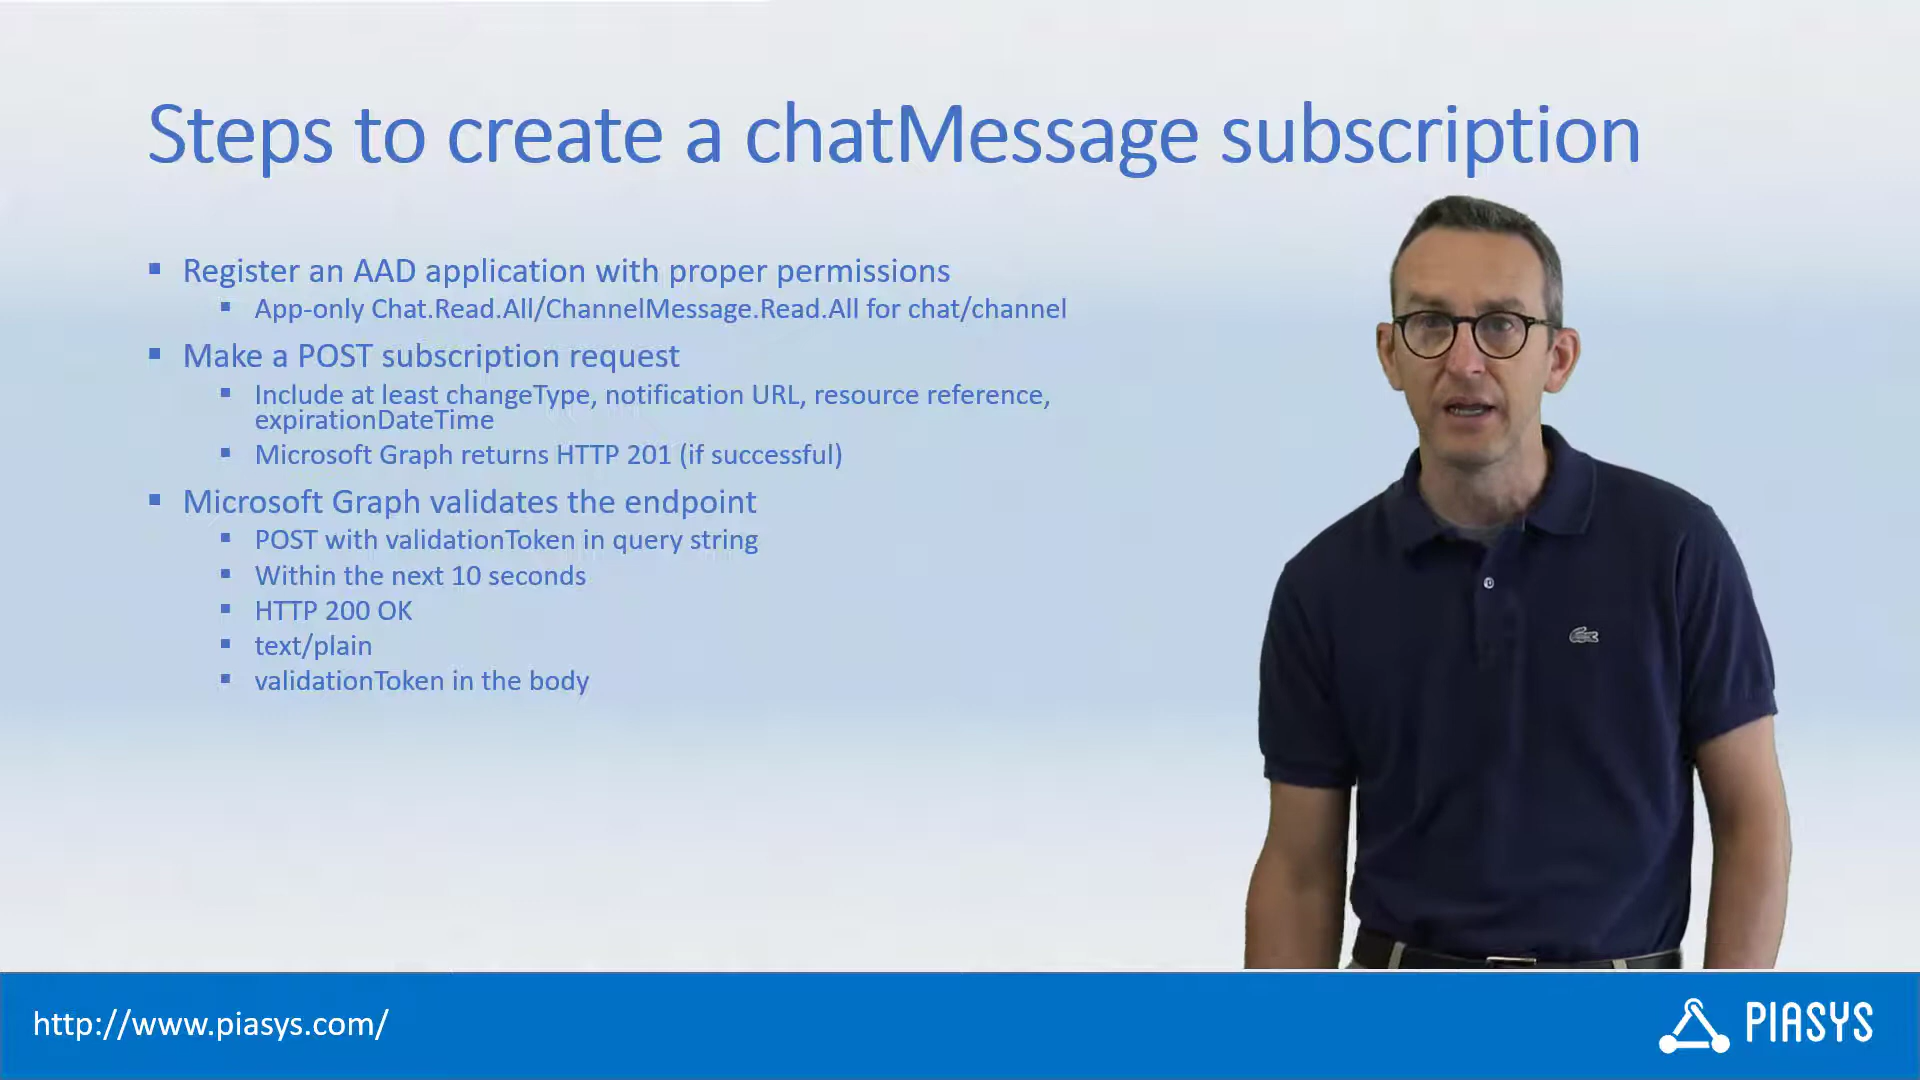 Steps to create a chatMessage subscription
Register an AAD application with proper permissions
App-only Chat.Read.All/ChannelMessage.Read.All for chat/channel
Make a POST subscription request
Include at least changeType, notification URL, resource reference,
expirationDateTime
Microsoft Graph returns HTTP 201 (if successful)
Microsoft Graph validates the endpoint
POST with validationToken in query string
Within the next 10 seconds
HTTP 200 OK
text/plain
validationToken in the body
http://www.piasys.com/
PIASYS